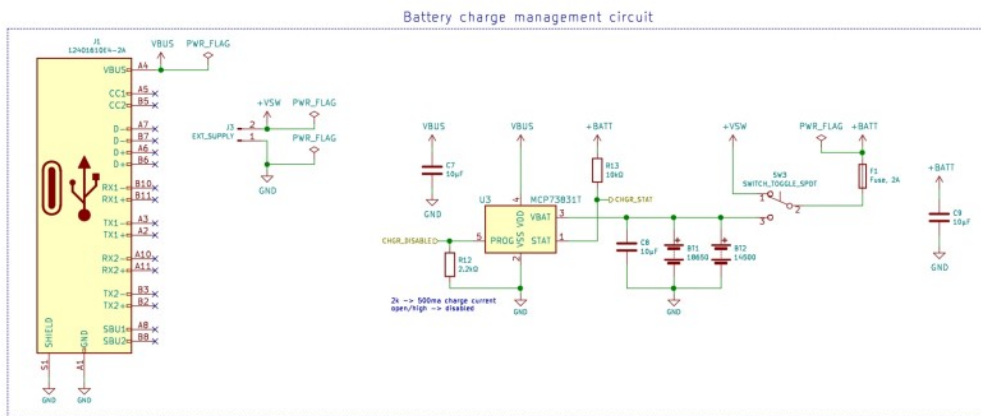 Battery charge management circuit
J1
12401610E4-2A
VBUS
PWR_FLAG
VBUS A4
CC1 A5
CC2 B5
D- A7
D- B7
D+ A6
D+ B6
RX1- B10
RX1+ B11
TX1- A3
TX1+ A2
RX2- A10
RX2+ A11
TX2- B3
TX2+ B2
SBU1 A8
SBU2 B8
SHIELD
GND
S1
A1
GND
GND
+VSW
PWR_FLAG
J3
EXT_SUPPLY
2
1
PWR_FLAG
GND
VBUS
C7
10µF
GND
VBUS
+BATT
R13
10kΩ
CHGR_STAT
U3
MCP73831T
4
VDD
VBAT 3
5 PROG
STAT 1
VSS
2
CHGR_DISABLE
R12
2.2kΩ
2k -> 500ma charge current
open/high -> disabled
GND
C8
10µF
BT1
18650
BT2
14500
GND
+VSW
PWR_FLAG
+BATT
SW3
SWITCH_TOGGLE_SPDT
1
2
3
F1
Fuse, 2A
+BATT
C9
10µF
GND